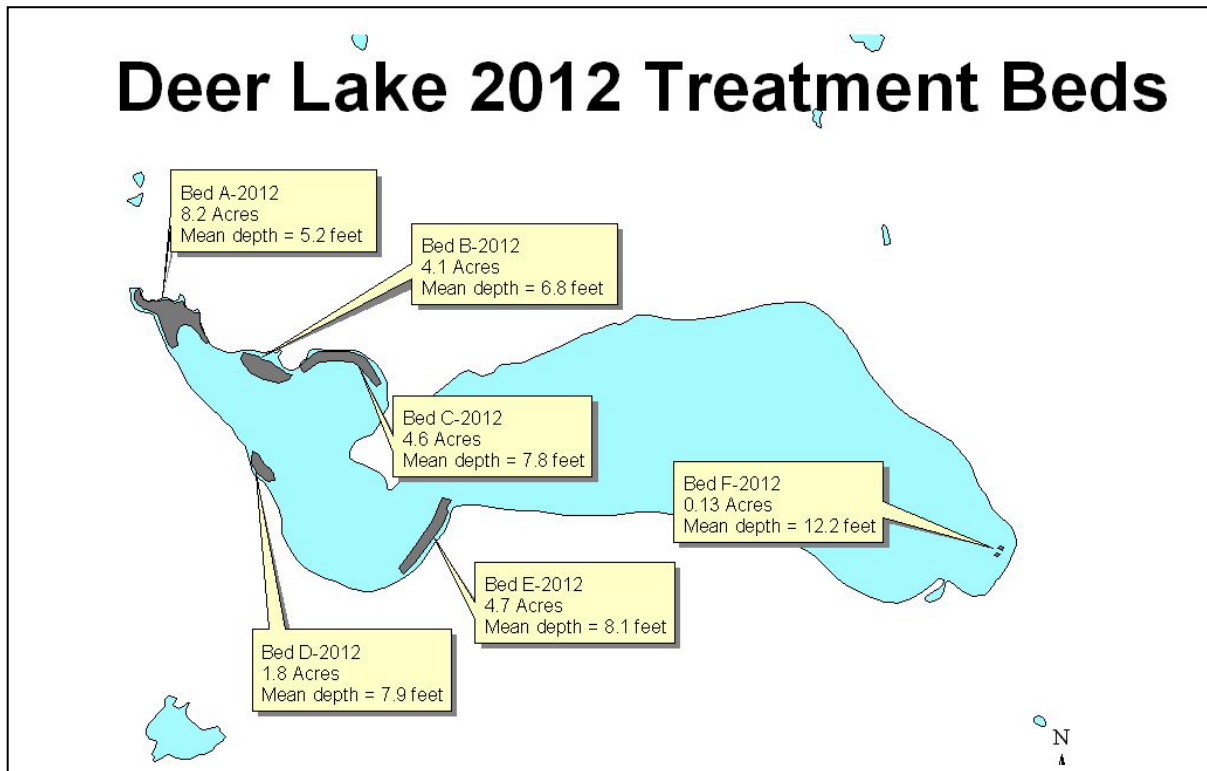 Deer Lake 2012 Treatment Beds
Bed A-2012
8.2 Acres
Mean depth = 5.2 feet
Bed B-2012
4.1 Acres
Mean depth = 6.8 feet
Bed C-2012
4.6 Acres
Mean depth = 7.8 feet
Bed F-2012
0.13 Acres
Mean depth = 12.2 feet
Bed E-2012
4.7 Acres
Mean depth = 8.1 feet
Bed D-2012
1.8 Acres
Mean depth = 7.9 feet
N